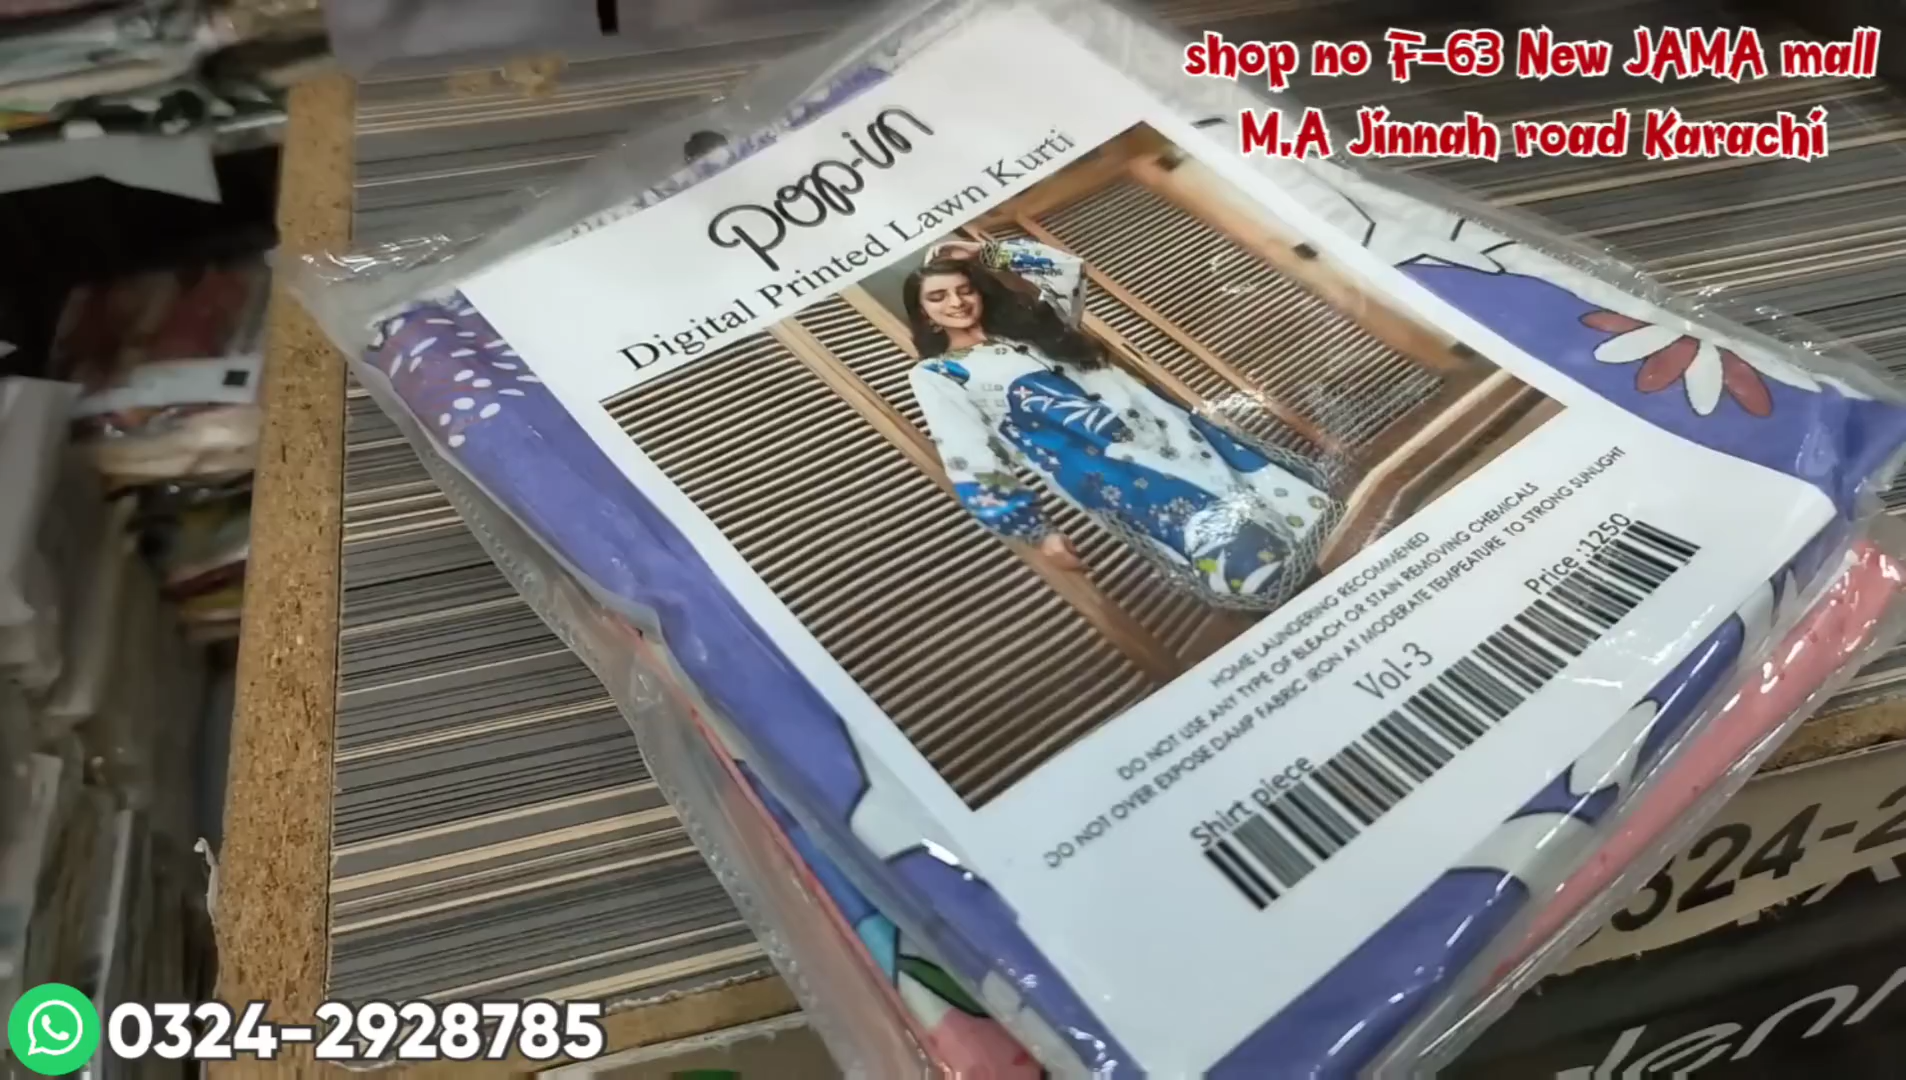 shop no F-63 New JAMA mall
M.A Jinnah road Karachi
pop-in
Digital Printed Lawn Kurti
HOME LAUNDERING RECOMMENED
DO NOT USE ANY TYPE OF BLEACH OR STAIN REMOVING CHEMICALS
DO NOT OVER EXPOSE DAMP FABRIC IRON AT MODERATE TEMPEATURE TO STRONG SUNLIGHT
Vol-3
Shirt piece
Price :1250
324-2
0324-2928785